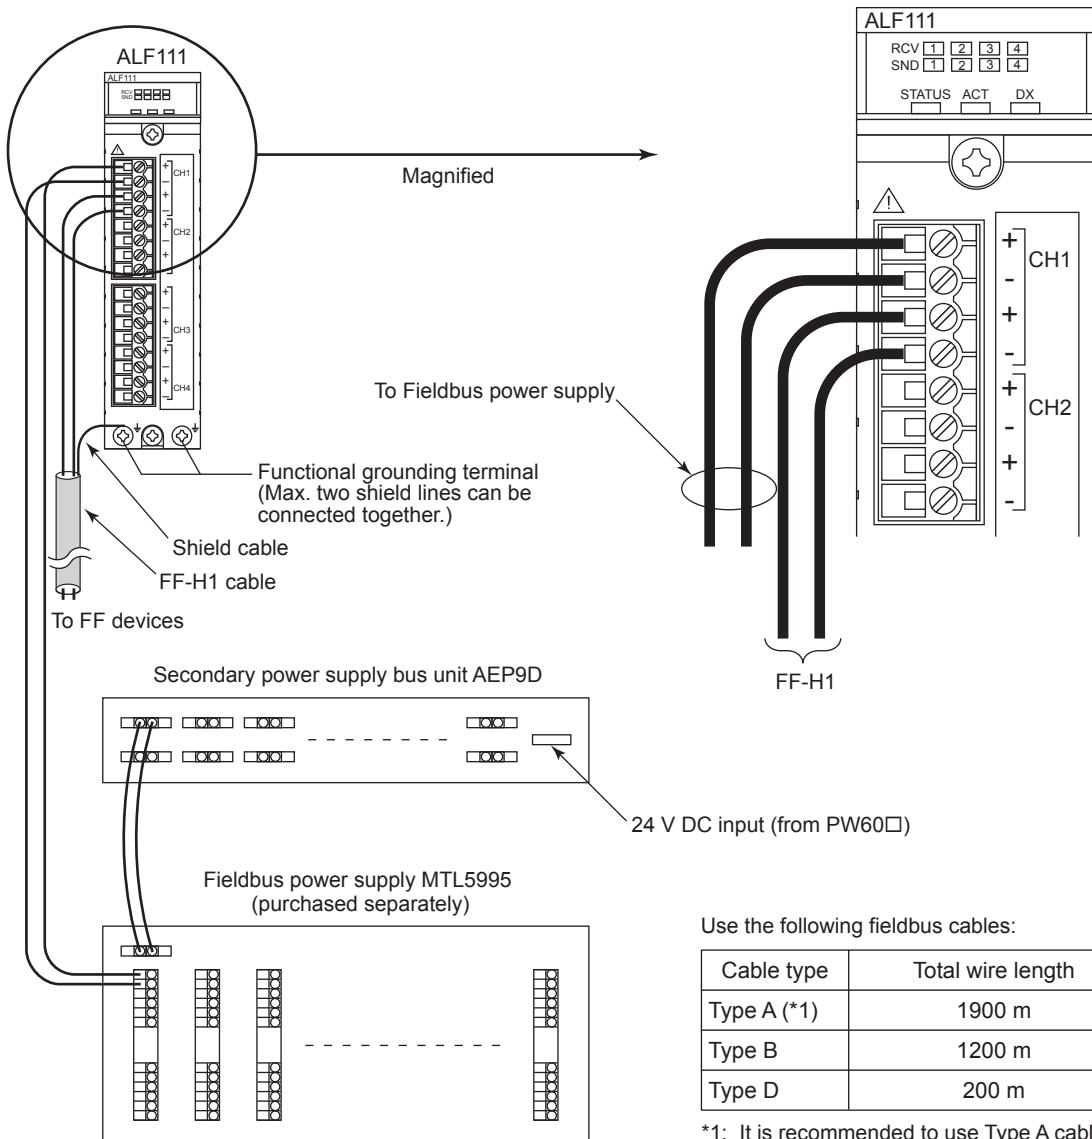 ALF111
ALF111
RCV
SND
+
–
+
–
+
–
+
–
CH1
CH2
+
–
+
–
+
–
+
–
CH3
CH4
Magnified
ALF111
RCV 1 2 3 4
SND 1 2 3 4
STATUS ACT DX
+
-
+
-
CH1
+
-
+
-
CH2
To Fieldbus power supply
FF-H1
Functional grounding terminal
(Max. two shield lines can be
connected together.)
Shield cable
FF-H1 cable
To FF devices
Secondary power supply bus unit AEP9D
24 V DC input (from PW60□)
Fieldbus power supply MTL5995
(purchased separately)
Use the following fieldbus cables:
Cable type Total wire length
Type A (*1) 1900 m
Type B 1200 m
Type D 200 m
*1: It is recommended to use Type A cabl